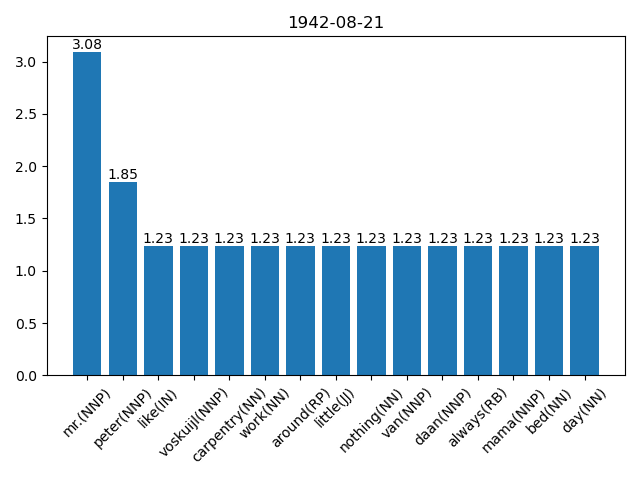 1942-08-21
3.08
1.85
1.23 1.23 1.23 1.23 1.23 1.23 1.23 1.23 1.23 1.23 1.23 1.23 1.23
3.0
2.5
2.0
1.5
1.0
0.5
0.0
mr.(NNP)
peter(NNP)
like(IN)
voskuijl(NNP)
carpentry(NN)
work(NN)
around(RP)
little(JJ)
nothing(NN)
van(NNP)
daan(NNP)
always(RB)
mama(NNP)
bed(NN)
day(NN)